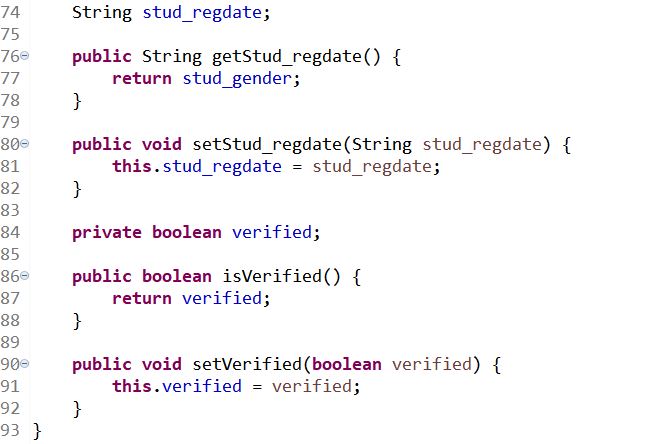 74    String stud_regdate;
75
76    public String getStud_regdate() {
77        return stud_gender;
78    }
79
80    public void setStud_regdate(String stud_regdate) {
81        this.stud_regdate = stud_regdate;
82    }
83
84    private boolean verified;
85
86    public boolean isVerified() {
87        return verified;
88    }
89
90    public void setVerified(boolean verified) {
91        this.verified = verified;
92    }
93 }